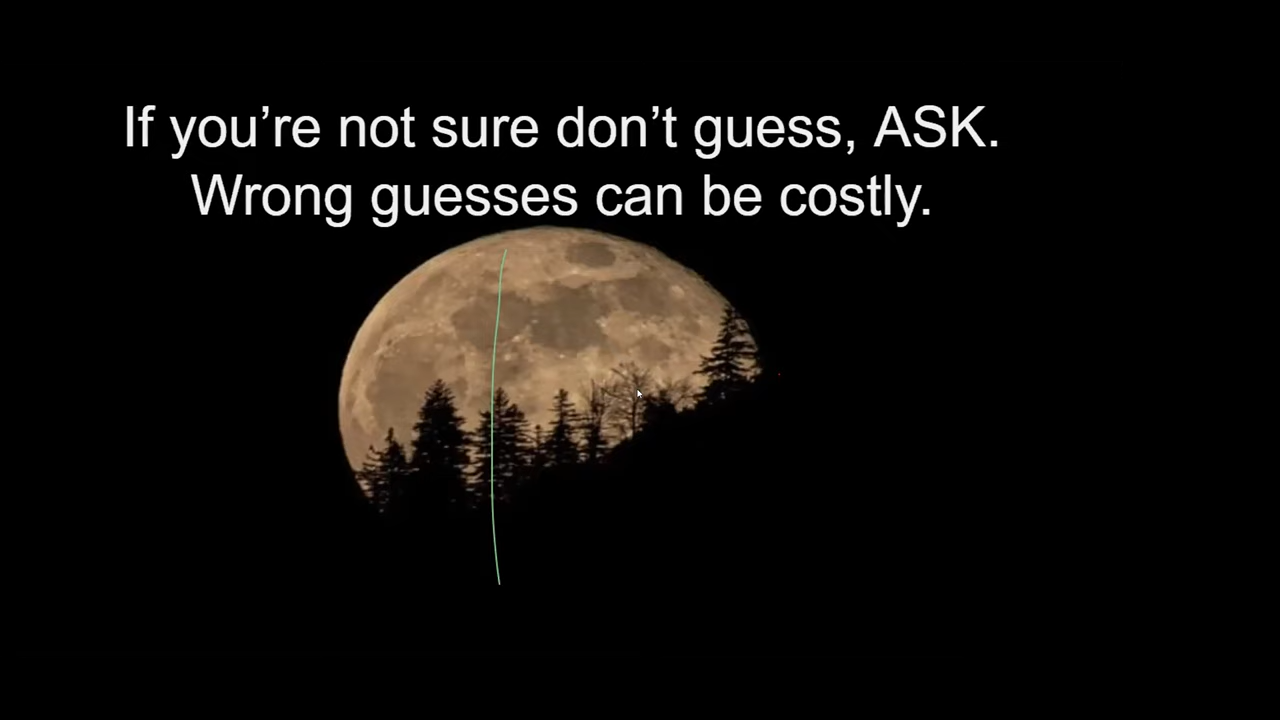 If you’re not sure don’t guess, ASK.
Wrong guesses can be costly.